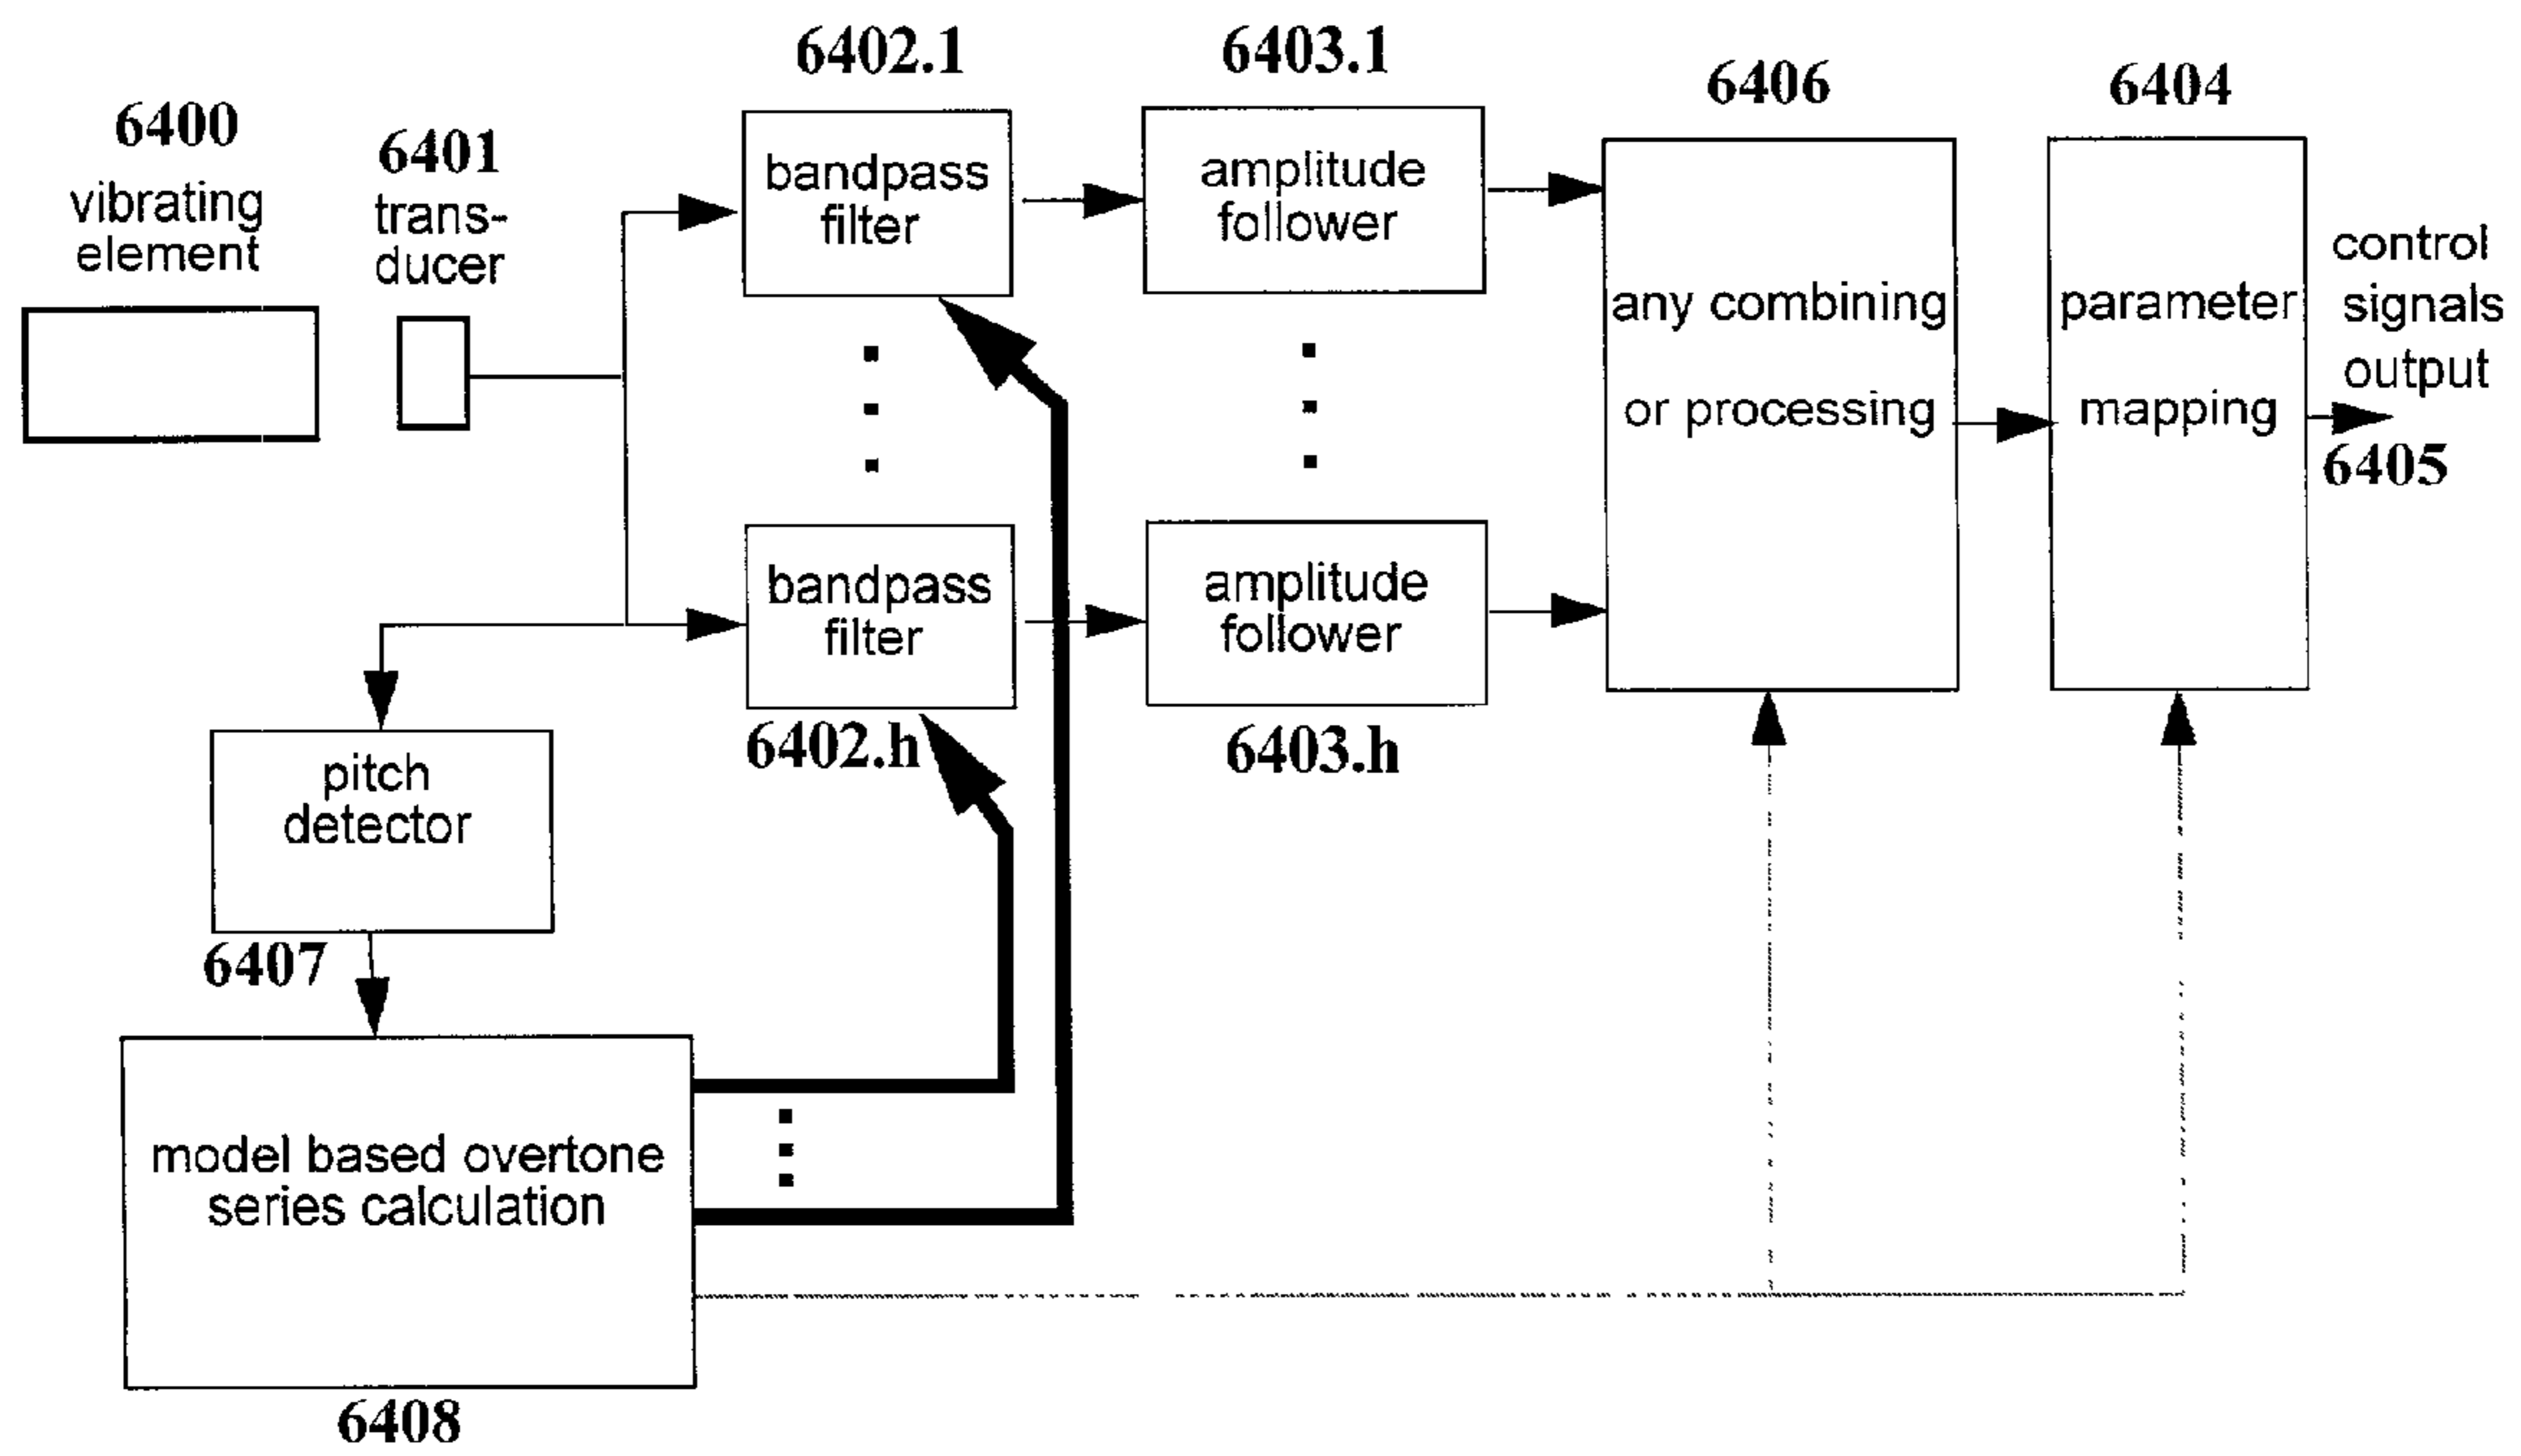 6400
vibrating
element
6401
trans-
ducer
6402.1
bandpass
filter
6403.1
amplitude
follower
6406
any combining
or processing
6404
parameter
mapping
control
signals
output
6405
bandpass
filter
6402.h
amplitude
follower
6403.h
pitch
detector
6407
model based overtone
series calculation
6408